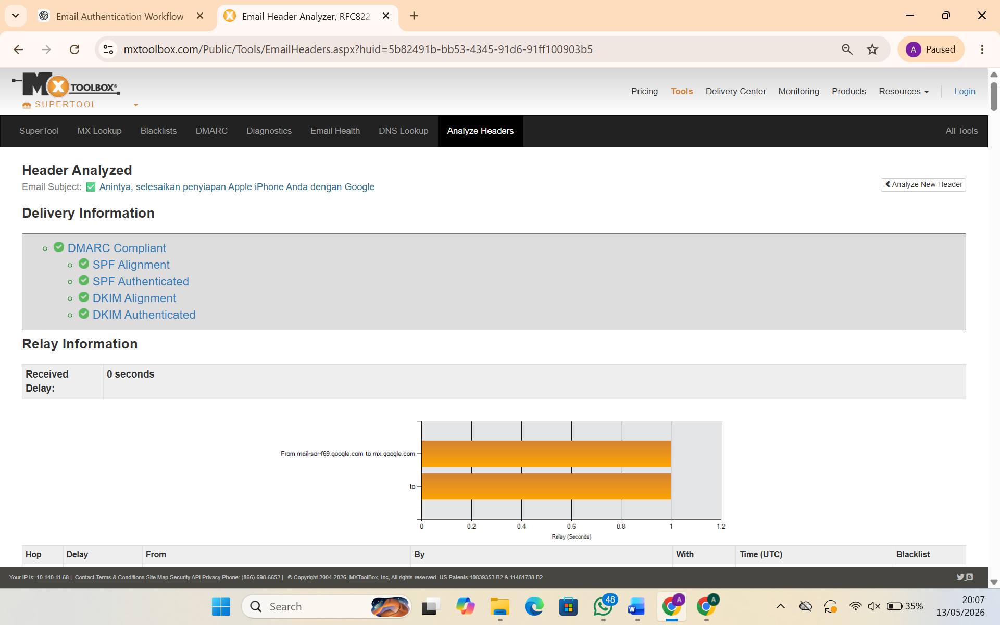 Email Authentication Workflow
Email Header Analyzer, RFC822
mxtoolbox.com/Public/Tools/EmailHeaders.aspx?huid=5b82491b-bb53-4345-91d6-91ff100903b5
A Paused
MX TOOLBOX®
SUPERTOOL
Pricing Tools Delivery Center Monitoring Products Resources Login
SuperTool MX Lookup Blacklists DMARC Diagnostics Email Health DNS Lookup Analyze Headers All Tools
Header Analyzed
Email Subject: ✅ Anintya, selesaikan penyiapan Apple iPhone Anda dengan Google
Analyze New Header
Delivery Information
DMARC Compliant
SPF Alignment
SPF Authenticated
DKIM Alignment
DKIM Authenticated
Relay Information
Received Delay: 0 seconds
From mail-sor-f69.google.com to mx.google.com
to
0 0.2 0.4 0.6 0.8 1 1.2
Relay (Seconds)
Hop Delay From By With Time (UTC) Blacklist
Your IP is: 10.140.11.68 | Contact Terms & Conditions Site Map Security API Privacy Phone: (866)-698-6652 | © Copyright 2004-2026, MXToolBox, Inc, All rights reserved. US Patents 10839353 B2 & 11461738 B2
Search
48
W
A
A
35%
20:07
13/05/2026